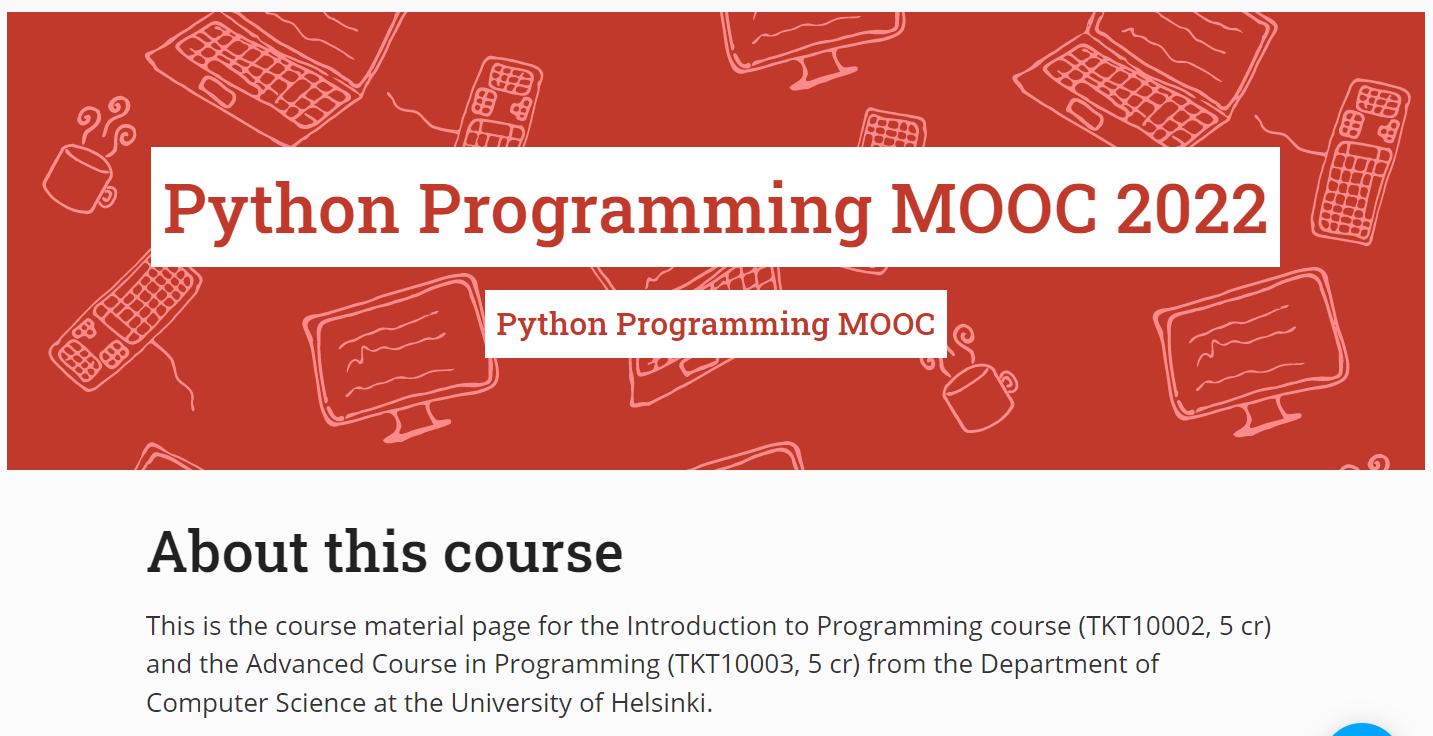 Python Programming MOOC 2022
Python Programming MOOC
About this course
This is the course material page for the Introduction to Programming course (TKT10002, 5 cr)
and the Advanced Course in Programming (TKT10003, 5 cr) from the Department of
Computer Science at the University of Helsinki.